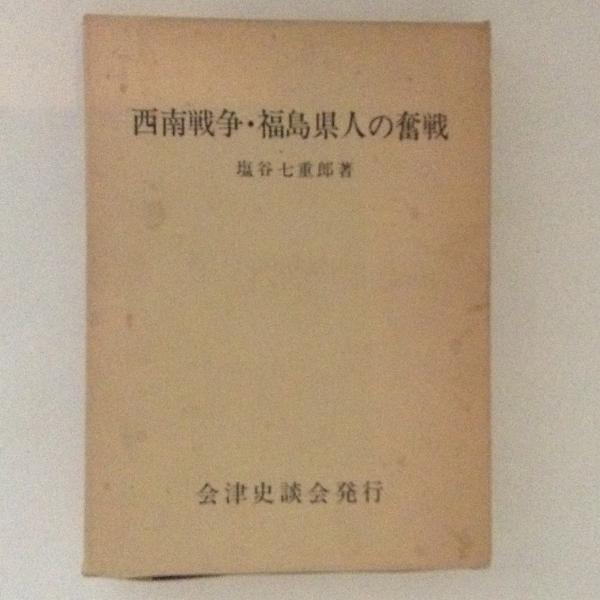 西南戦争・福島県人の奮戦
塩谷七重郎著
会津史談会発行